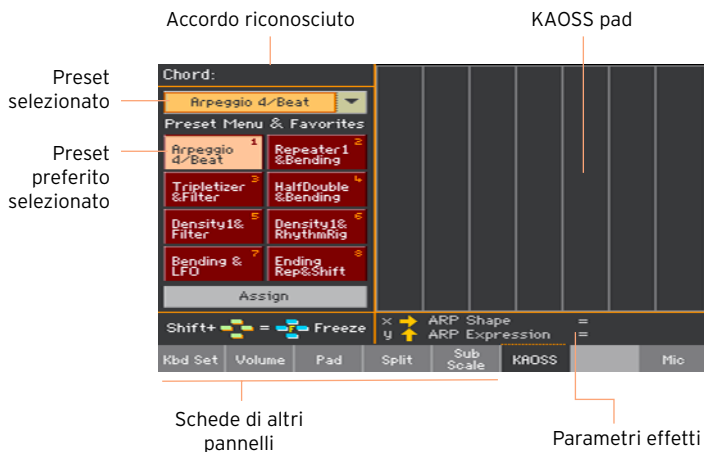 Accordo riconosciuto
KAOSS pad
Preset
selezionato
Preset
preferito
selezionato
Chord:
Arpeggio 4/Beat
Preset Menu & Favorites
Arpeggio
4/Beat
1
Repeater1
&Bending
2
Tripletizer
&Filter
3
HalfDouble
&Bending
4
Density1&
Filter
5
Density1&
RhythmRig
6
Bending &
LFO
7
Ending
Rep&Shift
8
Assign
Shift+ = F Freeze
x ARP Shape =
y ARP Expression =
Kbd Set Volume Pad Split Sub Scale KAOSS Mic
Schede di altri
pannelli
Parametri effetti